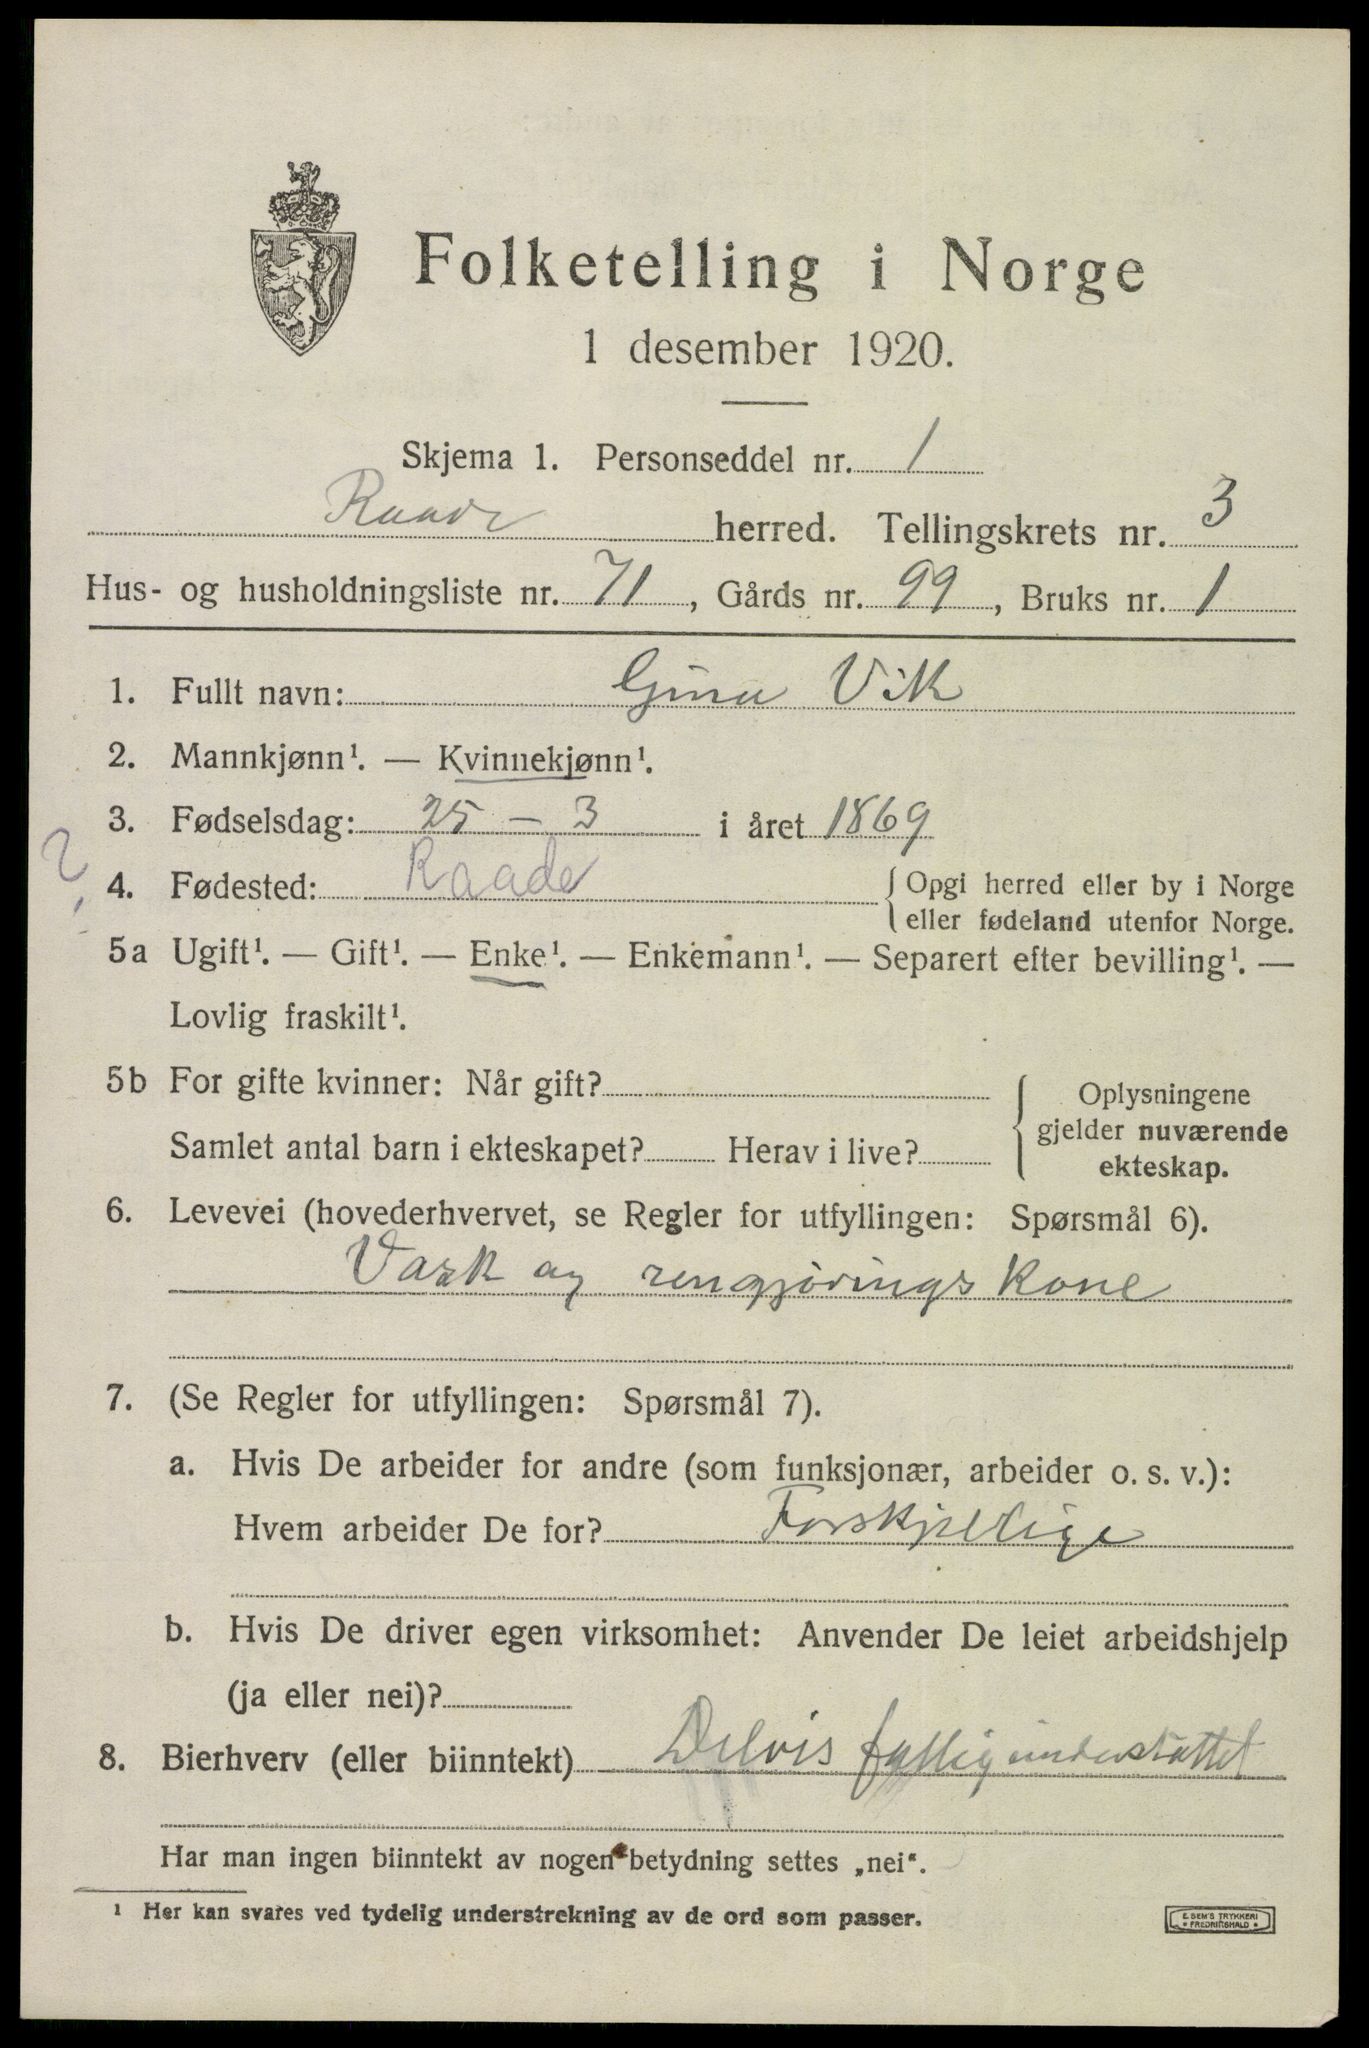 Folketelling i Norge
1 desember 1920.
Skjema 1. Personseddel nr. 1
Raade herred. Tellingskrets nr. 3
Hus- og husholdningsliste nr. 71, Gårds nr. 99, Bruks nr. 1
1. Fullt navn: Gina Vik
2. Mannkjønn¹. — Kvinnekjønn¹.
3. Fødselsdag: 25 – 3 i året 1869
? 4. Fødested: Raade { Opgi herred eller by i Norge
eller fødeland utenfor Norge.
5a Ugift¹. — Gift¹. — Enke¹. — Enkemann¹. — Separert efter bevilling¹. —
Lovlig fraskilt¹.
5b For gifte kvinner: Når gift? { Oplysningene
gjelder nuværende
Samlet antal barn i ekteskapet? Herav i live?
ekteskap.
6. Levevei (hovederhvervet, se Regler for utfyllingen: Spørsmål 6).
Vask og rengjørings kone
7. (Se Regler for utfyllingen: Spørsmål 7).
a. Hvis De arbeider for andre (som funksjonær, arbeider o. s. v.):
Hvem arbeider De for? Forskjellige
b. Hvis De driver egen virksomhet: Anvender De leiet arbeidshjelp
(ja eller nei)?
8. Bierhverv (eller biinntekt) Delvis fattigunderstøttet
Har man ingen biinntekt av nogen betydning settes „nei“.
¹ Her kan svares ved tydelig understrekning av de ord som passer.
E. SEM'S TRYKKERI
• FREDRIKSHALD •